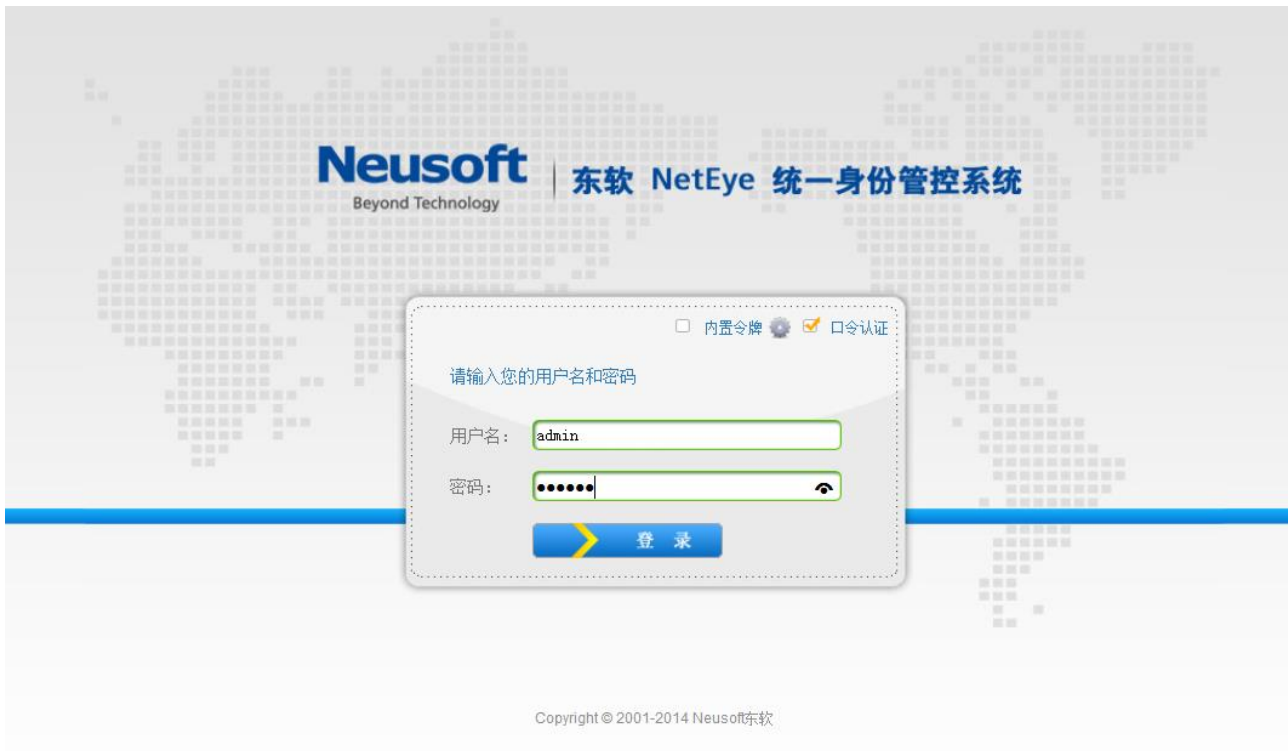 Neusoft
Beyond Technology
东软 NetEye 统一身份管控系统
内置令牌 口令认证
请输入您的用户名和密码
用户名: admin
密码: ••••••
登 录
Copyright © 2001-2014 Neusoft东软